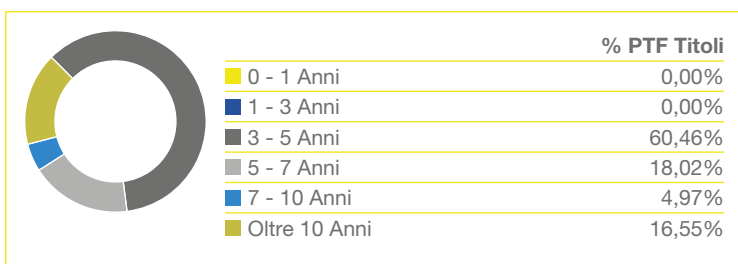 % PTF Titoli
0 - 1 Anni 0,00%
1 - 3 Anni 0,00%
3 - 5 Anni 60,46%
5 - 7 Anni 18,02%
7 - 10 Anni 4,97%
Oltre 10 Anni 16,55%